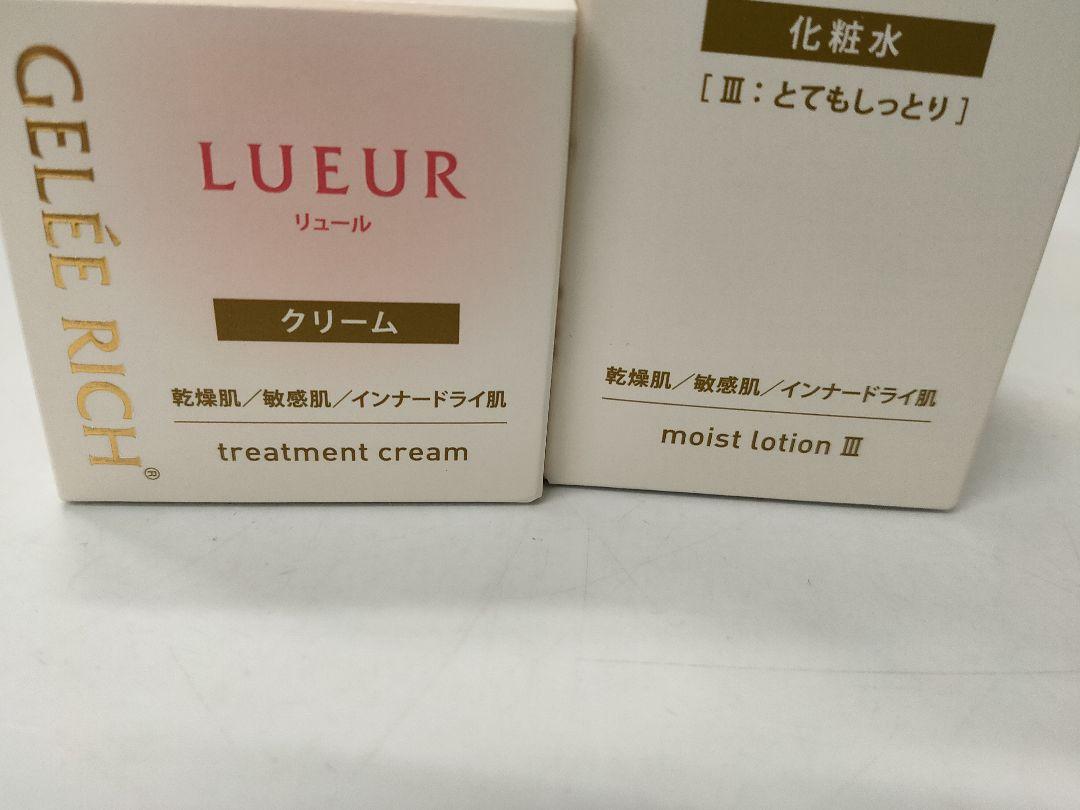 GELÉE RICH®
LUEUR
リュール
クリーム
乾燥肌／敏感肌／インナードライ肌
treatment cream
化粧水
[ Ⅲ：とてもしっとり ]
乾燥肌／敏感肌／インナードライ肌
moist lotion Ⅲ